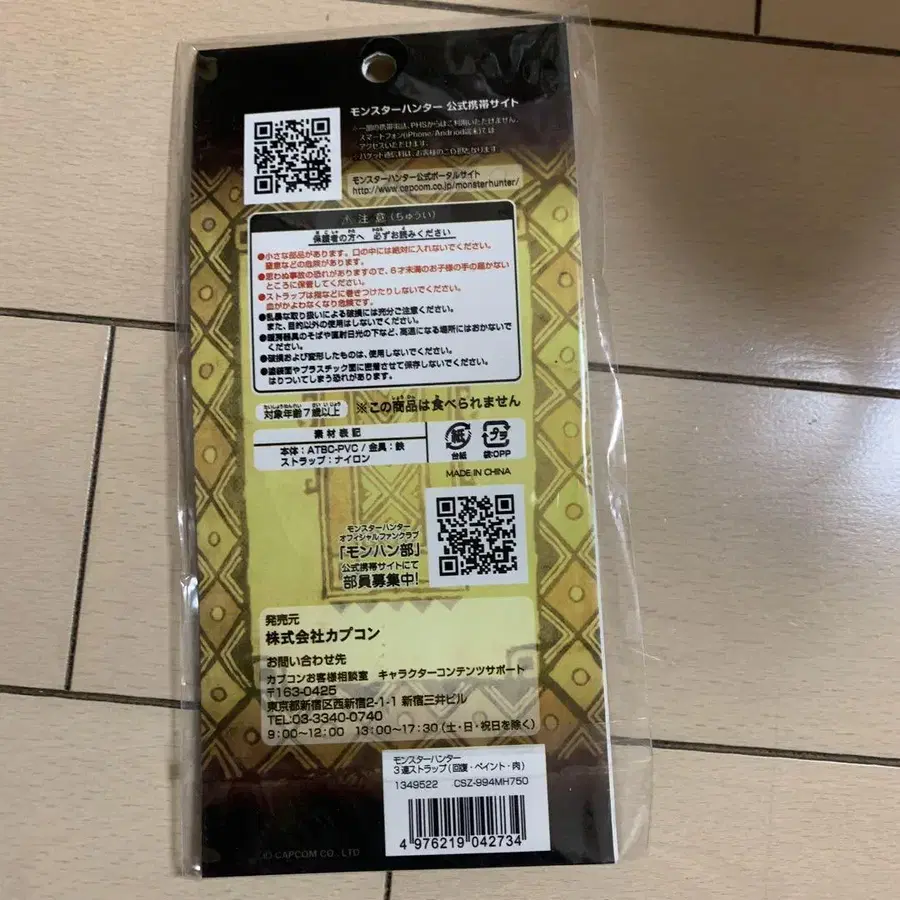 モンスターハンター 公式携帯サイト
※一部の携帯電話、PHSからはご利用いただけません。
スマートフォン(iPhone/Android端末)では
アクセスいただけます。
※パケット通信料は、お客様のご負担となります。
モンスターハンター公式ポータルサイト
http://www.capcom.co.jp/monsterhunter/
⚠ 注意(ちゅうい)
保護者の方へ 必ずお読みください
●小さな部品があります。口の中には絶対に入れないでください。
窒息などの危険があります。
●思わぬ事故の恐れがありますので、6才未満のお子様の手の届かない
ところに保管してください。
●ストラップは指などに巻きつけたりしないでください。
血がかよわなくなり危険です。
●乱暴な取り扱いによる破損には充分ご注意ください。
また、目的以外の使用はしないでください。
●暖房器具のそばや直射日光の下など、高温になる場所にはおかないで
ください。
●破損および変形したものは、使用しないでください。
●塗装面やプラスチック面に密着させて保存しないでください。
はりついてしまう恐れがあります。
対象年齢7歳以上 ※この商品は食べられません
素材表記
本体:ATBC-PVC / 金具:鉄
ストラップ:ナイロン
紙 プラ
台紙 袋:OPP
MADE IN CHINA
モンスターハンター
オフィシャルファンクラブ
「モンハン部」
公式携帯サイトにて
部員募集中!
発売元
株式会社カプコン
お問い合わせ先
カプコンお客様相談室 キャラクターコンテンツサポート
〒163-0425
東京都新宿区西新宿2-1-1 新宿三井ビル
TEL:03-3340-0740
9:00~12:00 13:00~17:30(土・日・祝日を除く)
モンスターハンター
3連ストラップ(回復・ペイント・肉)
1349522 CSZ-994MH750
4 976219 042734
© CAPCOM CO., LTD